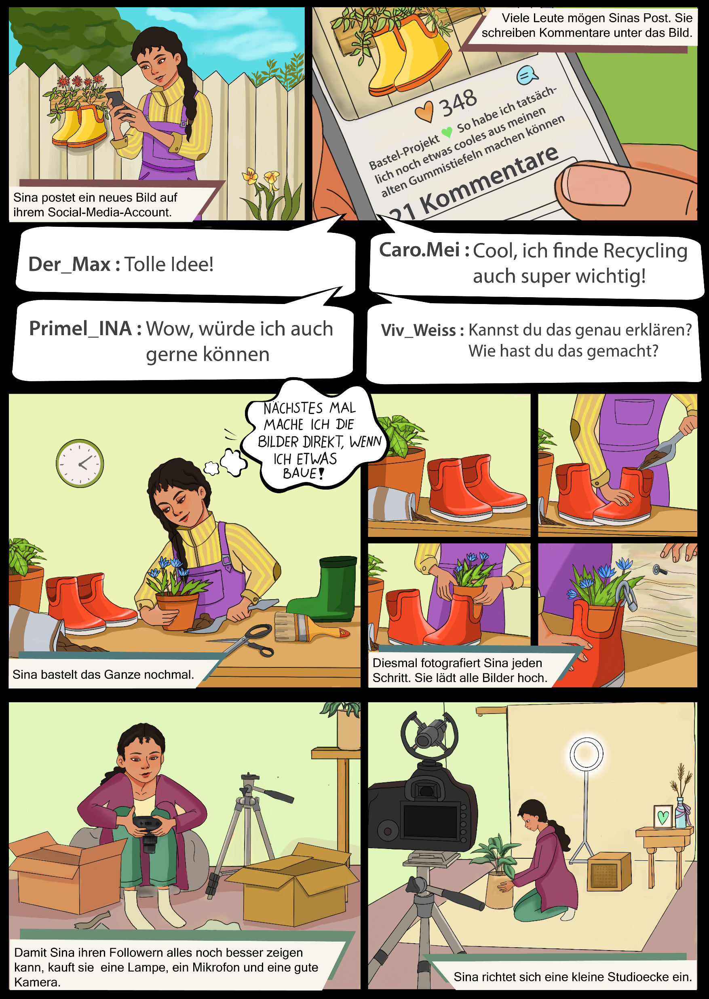 Sina postet ein neues Bild auf
ihrem Social-Media-Account.
Viele Leute mögen Sinas Post. Sie
schreiben Kommentare unter das Bild.
348
Bastel-Projekt So habe ich tatsäch-
lich noch etwas cooles aus meinen
alten Gummistiefeln machen können
21 Kommentare
Der_Max : Tolle Idee!
Caro.Mei : Cool, ich finde Recycling
auch super wichtig!
Primel_INA : Wow, würde ich auch
gerne können
Viv_Weiss : Kannst du das genau erklären?
Wie hast du das gemacht?
NÄCHSTES MAL
MACHE ICH DIE
BILDER DIREKT, WENN
ICH ETWAS
BAUE!
Sina bastelt das Ganze nochmal.
Diesmal fotografiert Sina jeden
Schritt. Sie lädt alle Bilder hoch.
Damit Sina ihren Followern alles noch besser zeigen
kann, kauft sie eine Lampe, ein Mikrofon und eine gute
Kamera.
Sina richtet sich eine kleine Studioecke ein.